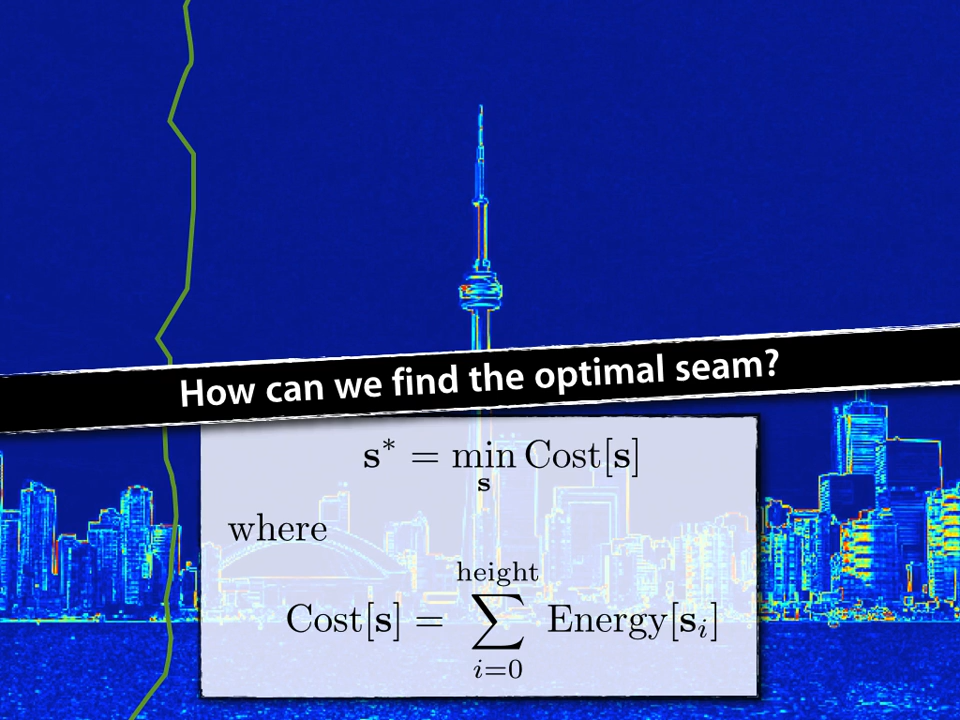 How can we find the optimal seam?
s* = min Cost[s]
s
where
height
Cost[s] = ∑ Energy[sᵢ]
i=0